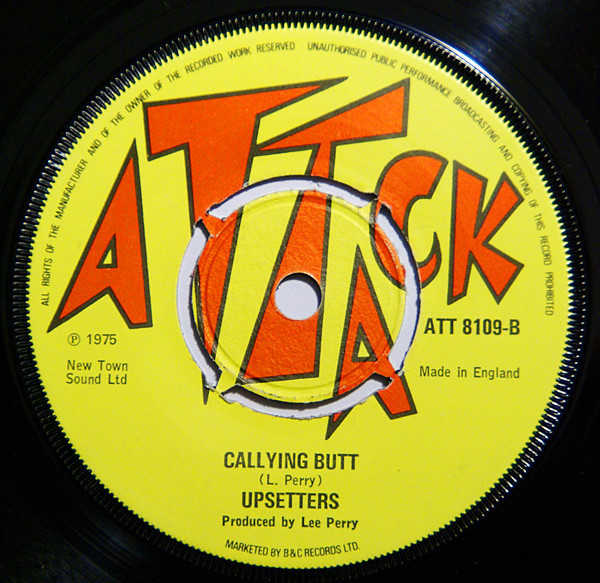 ALL RIGHTS OF THE MANUFACTURER AND OF THE OWNER OF THE RECORDED WORK RESERVED UNAUTHORISED PUBLIC PERFORMANCE BROADCASTING AND COPYING OF THIS RECORD PROHIBITED
ATTACK
℗ 1975
New Town
Sound Ltd
ATT 8109-B
Made in England
CALLYING BUTT
(L. Perry)
UPSETTERS
Produced by Lee Perry
MARKETED BY B&C RECORDS LTD.